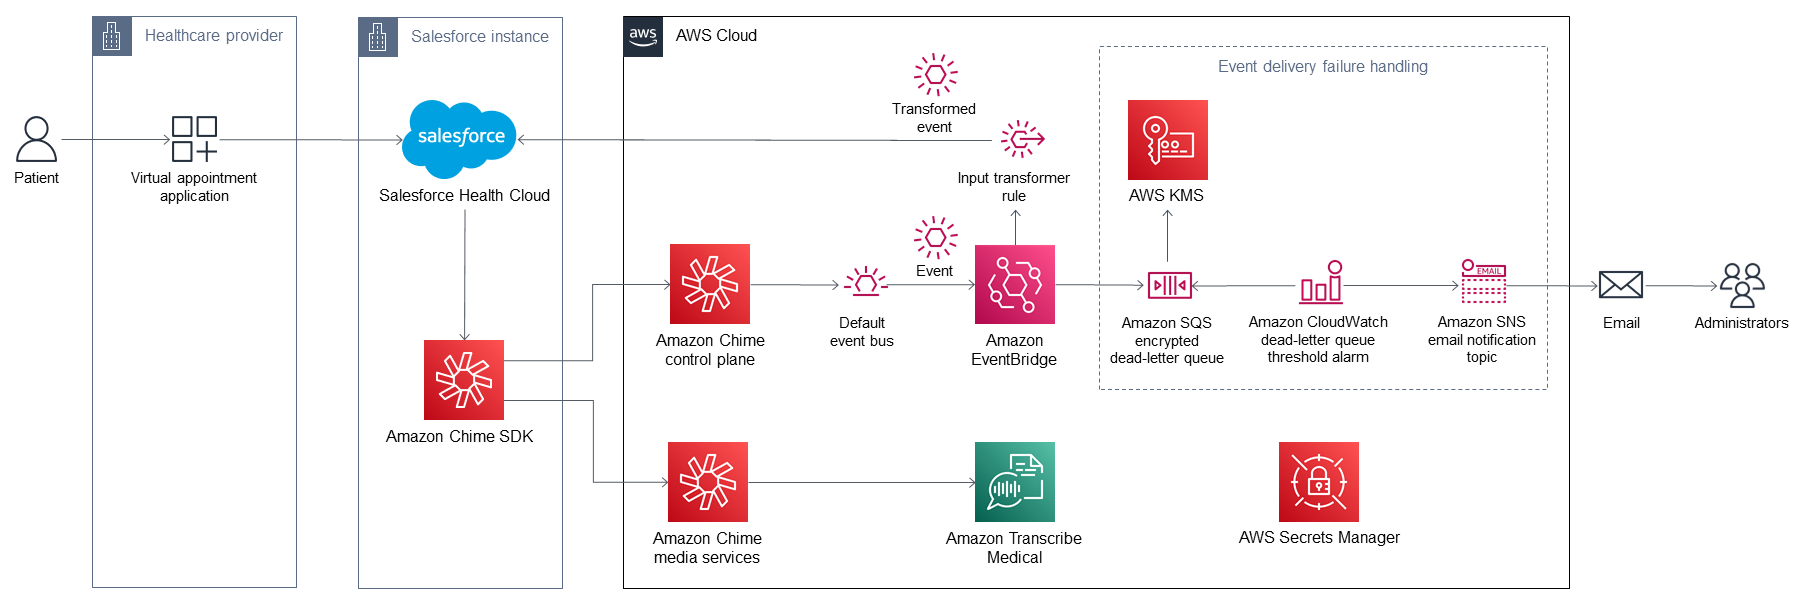 Healthcare provider
Salesforce instance
aws
AWS Cloud
Event delivery failure handling
Transformed
event
salesforce
Patient
Virtual appointment
application
Salesforce Health Cloud
Input transformer
rule
AWS KMS
Event
EMAIL
Amazon Chime
control plane
Default
event bus
Amazon
EventBridge
Amazon SQS
encrypted
dead-letter queue
Amazon CloudWatch
dead-letter queue
threshold alarm
Amazon SNS
email notification
topic
Email
Administrators
Amazon Chime SDK
Amazon Chime
media services
Amazon Transcribe
Medical
AWS Secrets Manager